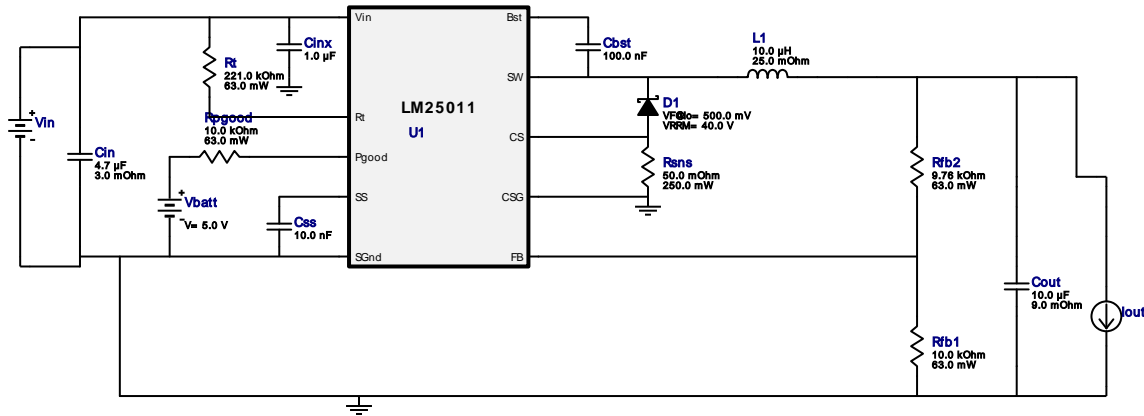 Vin
Cin
4.7 µF
3.0 mOhm
Rt
221.0 kOhm
63.0 mW
Rpgood
10.0 kOhm
63.0 mW
Cinx
1.0 µF
Vbatt
V= 5.0 V
Css
10.0 nF
Vin
Rt
Pgood
SS
SGnd
LM25011
U1
Bst
SW
CS
CSG
FB
Cbst
100.0 nF
L1
10.0 µH
25.0 mOhm
D1
= 500.0 mV
VRRM= 40.0 V
Rsns
50.0 mOhm
250.0 mW
Rfb2
9.76 kOhm
63.0 mW
Rfb1
10.0 kOhm
63.0 mW
Cout
10.0 µF
9.0 mOhm
Iout